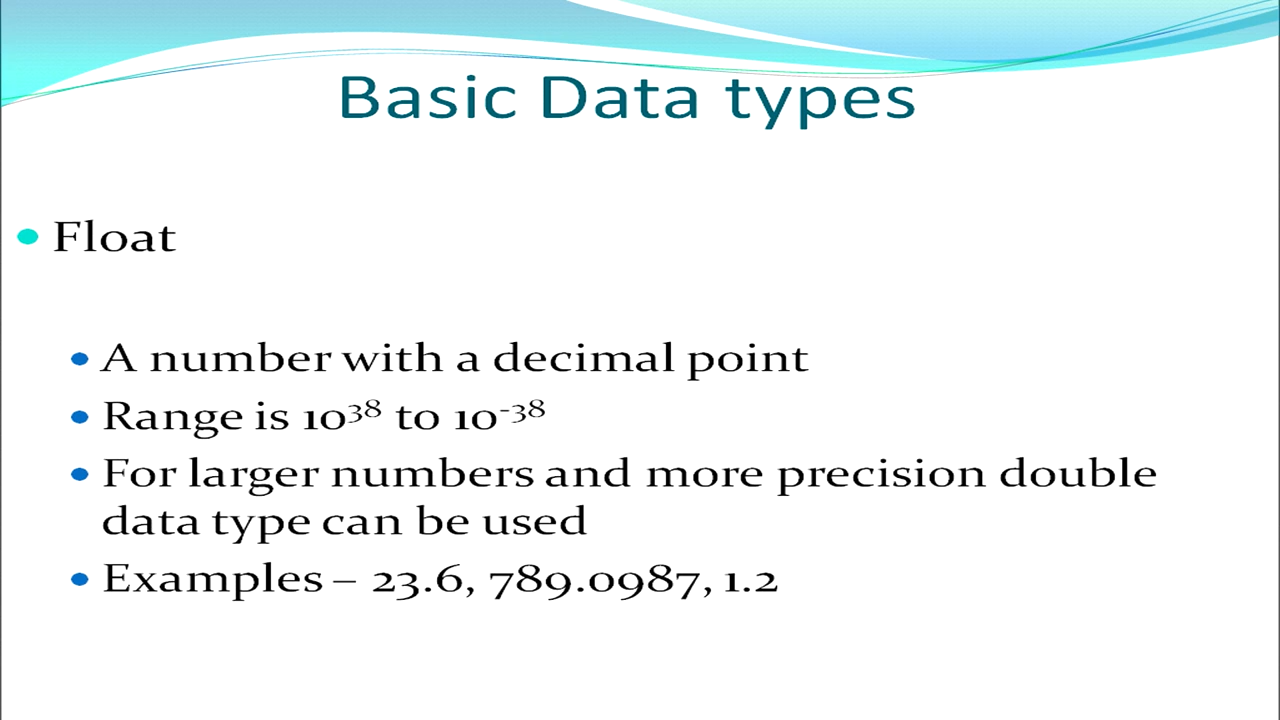 Basic Data types
• Float
• A number with a decimal point
• Range is 10³⁸ to 10⁻³⁸
• For larger numbers and more precision double
data type can be used
• Examples – 23.6, 789.0987, 1.2